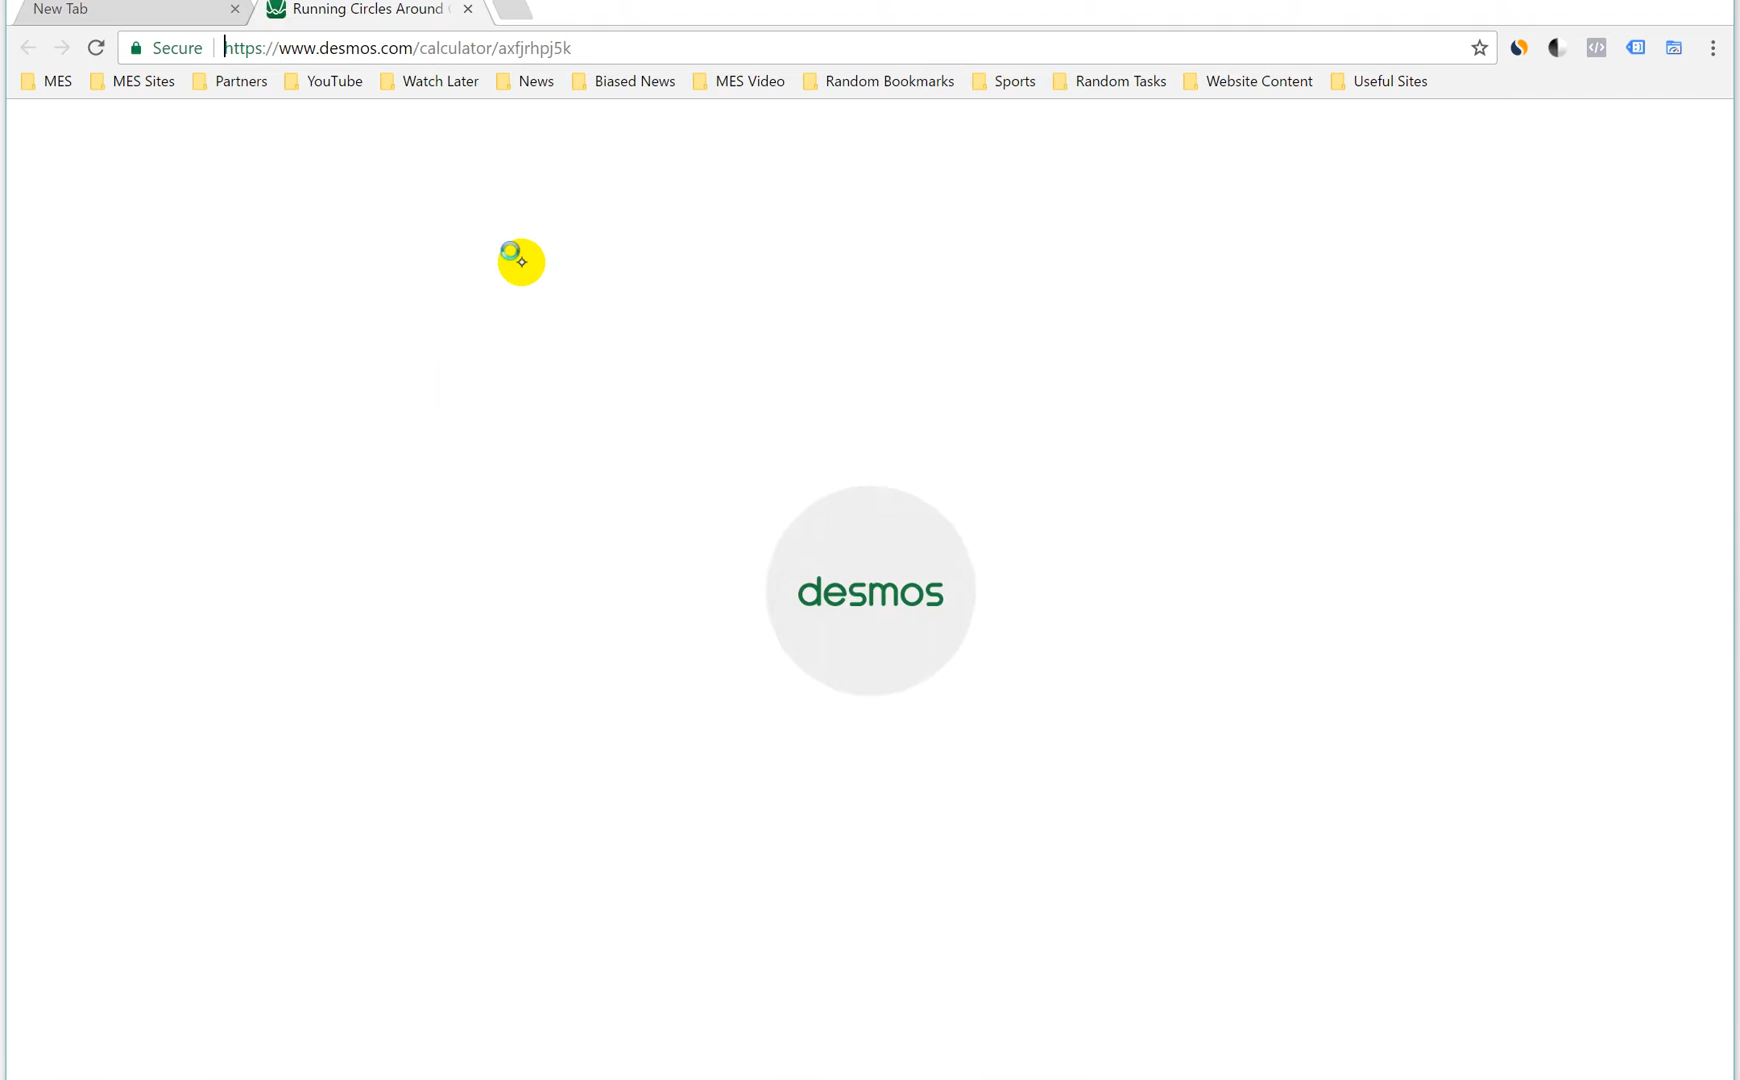 New Tab
Running Circles Around
Secure
https://www.desmos.com/calculator/axfjrhpj5k
MES
MES Sites
Partners
YouTube
Watch Later
News
Biased News
MES Video
Random Bookmarks
Sports
Random Tasks
Website Content
Useful Sites
desmos